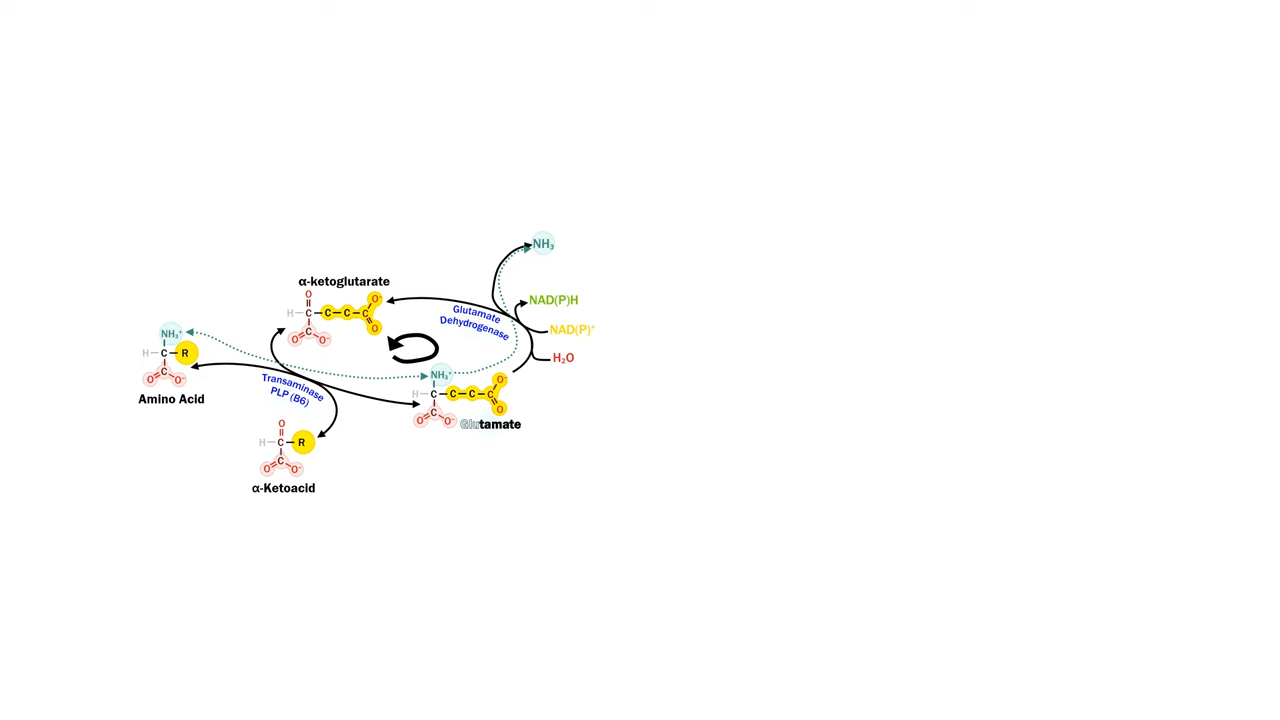 NH₃
α-ketoglutarate
O
O⁻
H C C C C
O
C
O O⁻
Glutamate
Dehydrogenase
NAD(P)H
NAD(P)⁺
H₂O
NH₃⁺
H C R
C
O O⁻
Amino Acid
Transaminase
PLP (B6)
NH₃⁺
O⁻
H C C C C
O
C
O O⁻
Glutamate
O
H C R
C
O O⁻
α-Ketoacid